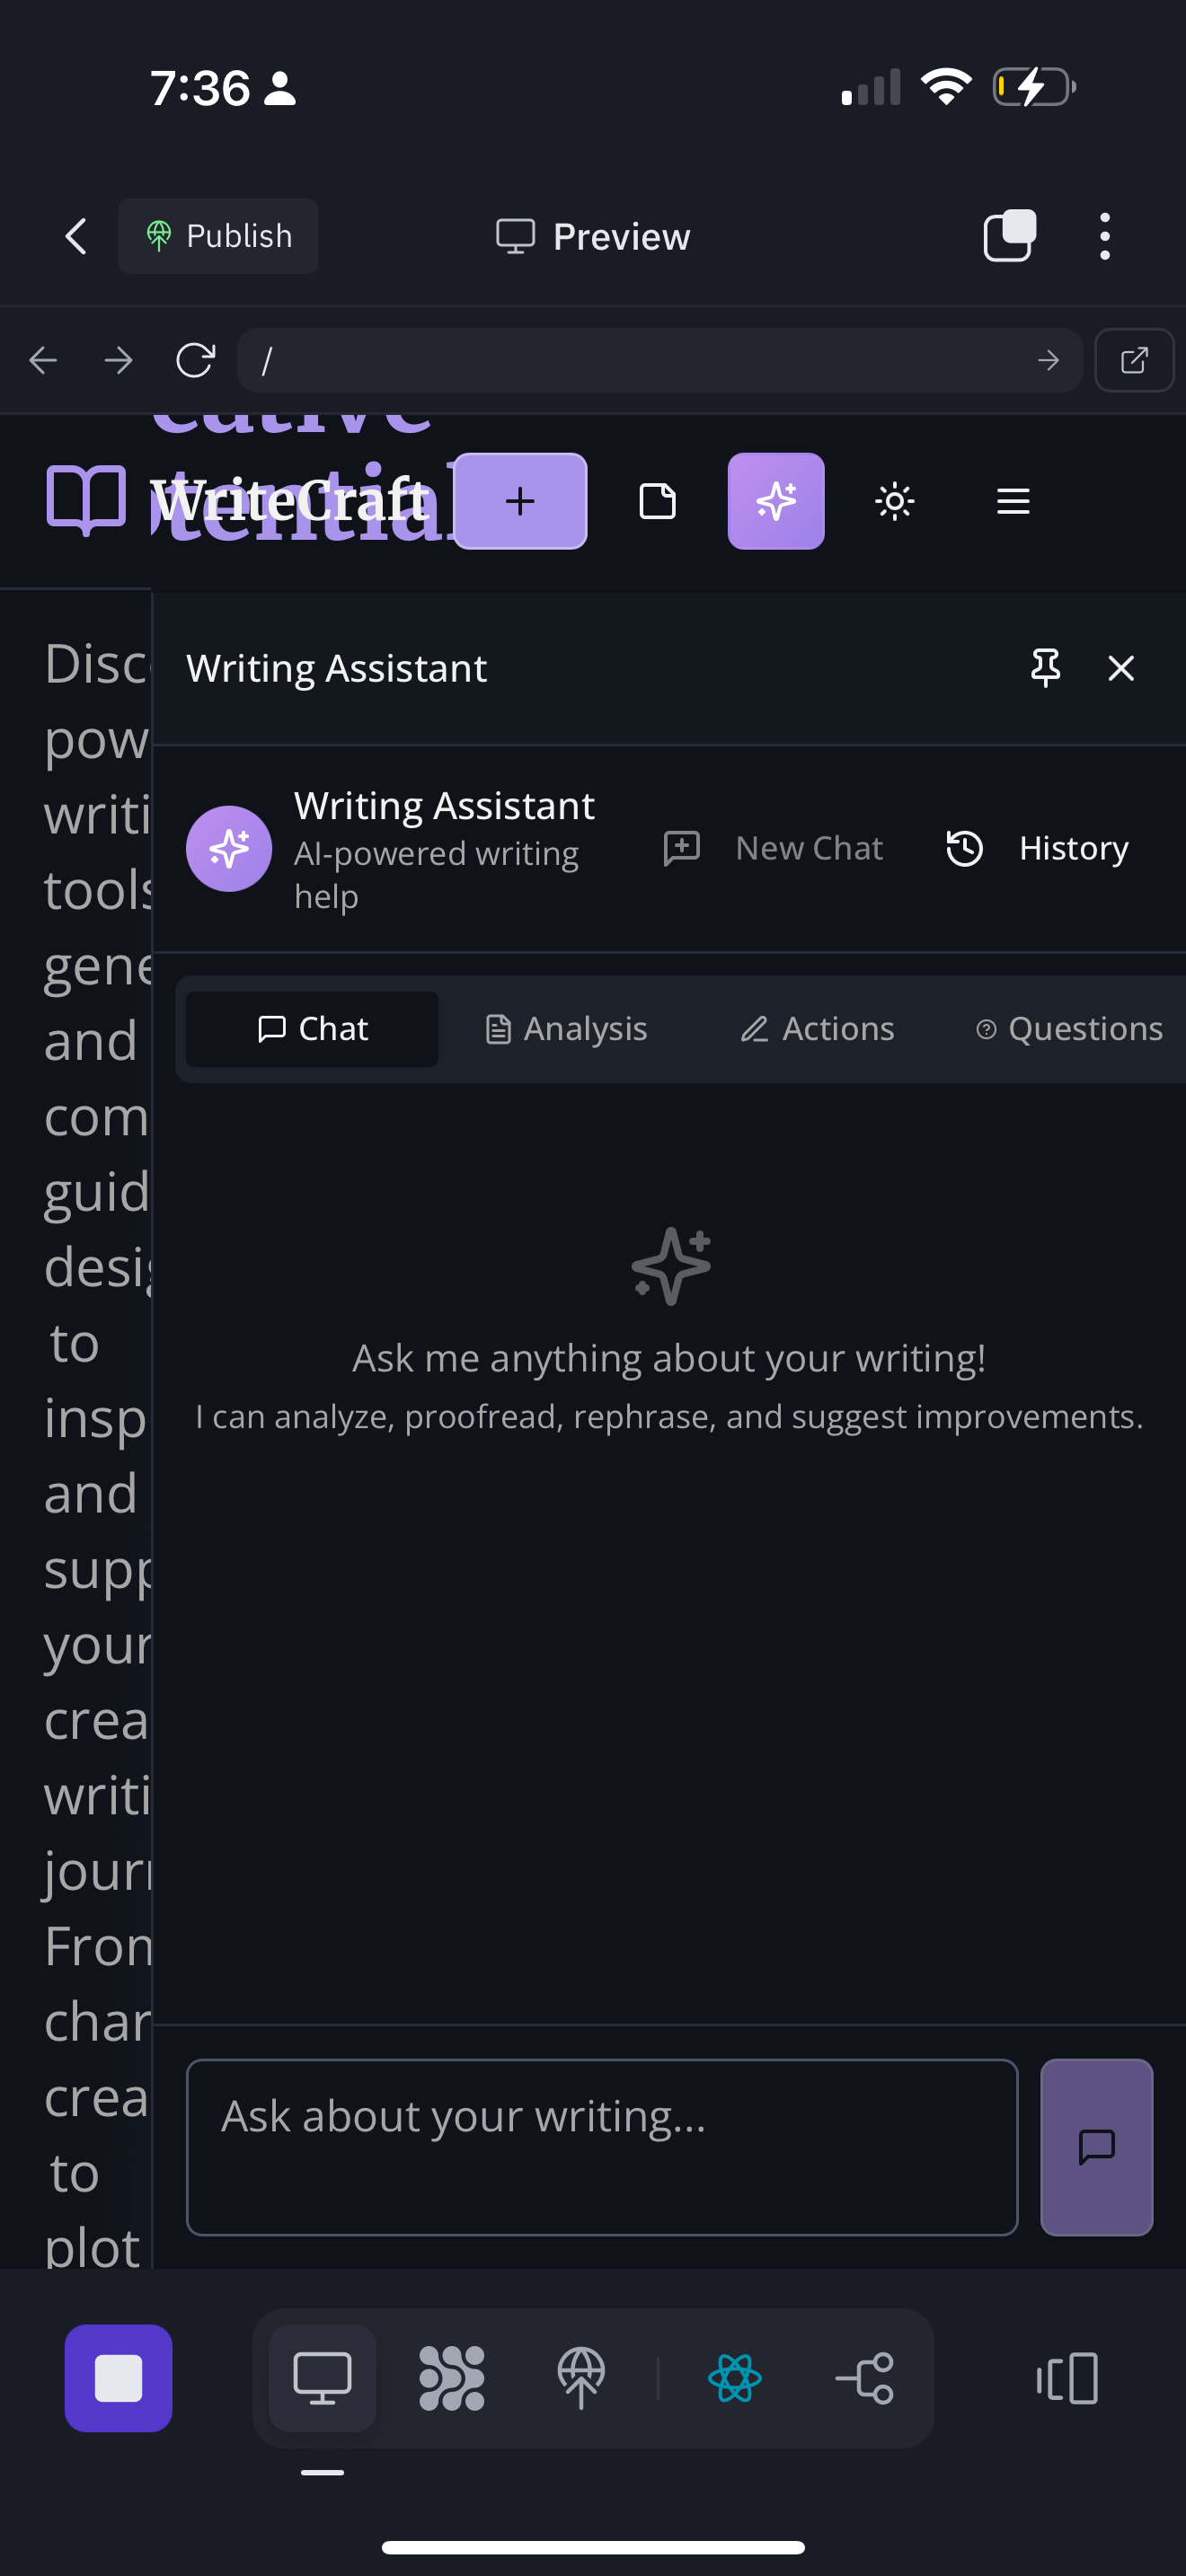 7:36
Publish
Preview
/
eative
tential
WriteCraft
Writing Assistant
Writing Assistant
AI-powered writing
help
New Chat
History
Chat
Analysis
Actions
Questions
Ask me anything about your writing!
I can analyze, proofread, rephrase, and suggest improvements.
Disc
pow
writi
tools
gene
and
com
guid
desig
to
insp
and
supp
your
crea
writi
journ
From
char
crea
to
plot
Ask about your writing...